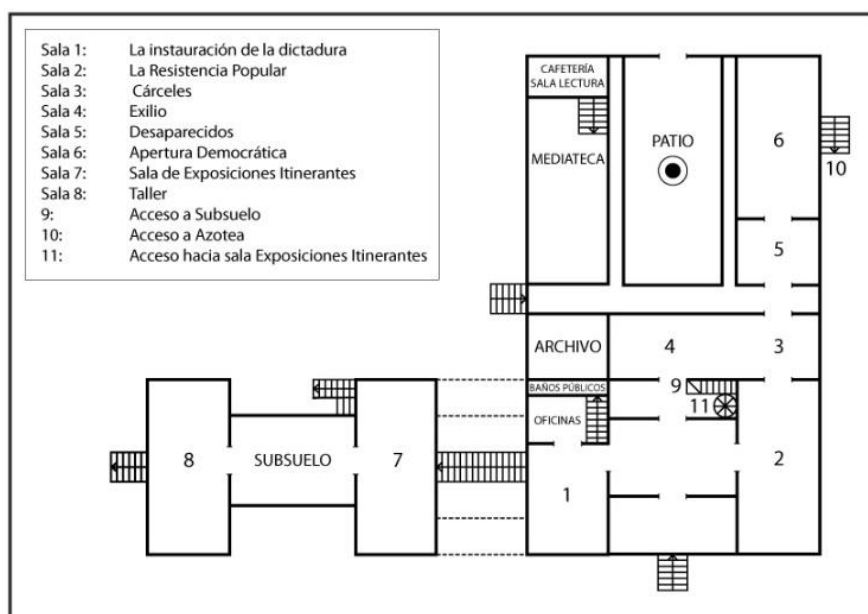 Sala 1: La instauración de la dictadura
Sala 2: La Resistencia Popular
Sala 3: Cárceles
Sala 4: Exilio
Sala 5: Desaparecidos
Sala 6: Apertura Democrática
Sala 7: Sala de Exposiciones Itinerantes
Sala 8: Taller
9: Acceso a Subsuelo
10: Acceso a Azotea
11: Acceso hacia sala Exposiciones Itinerantes
CAFETERÍA
SALA LECTURA
MEDIATECA
PATIO
6
10
5
ARCHIVO
4
3
BAÑOS PÚBLICOS
9
11
OFICINAS
8
SUBSUELO
7
1
2